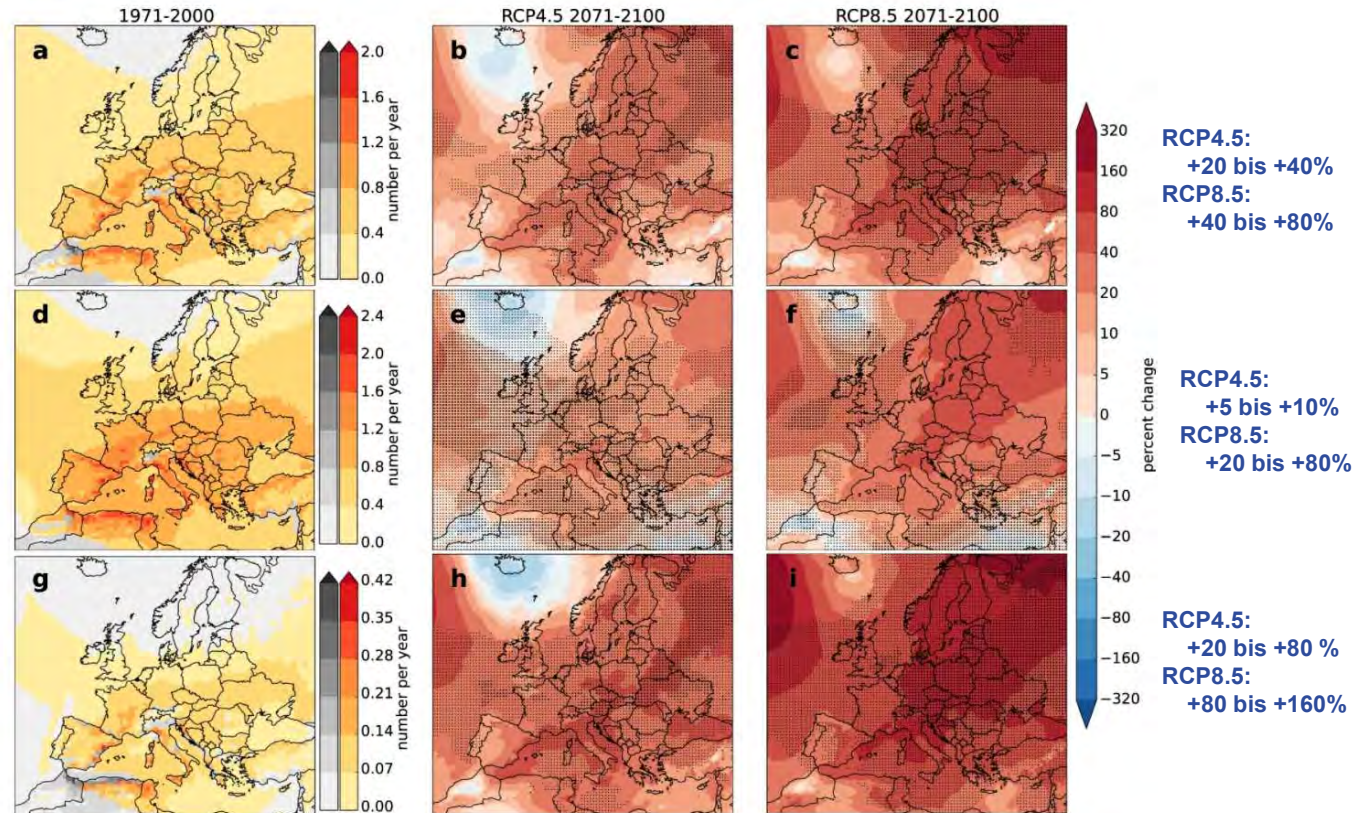 1971-2000
RCP4.5 2071-2100
RCP8.5 2071-2100
a
2.0
1.6
1.2
0.8
0.4
0.0
number per year
b
c
d
2.4
2.0
1.6
1.2
0.8
0.4
0.0
number per year
e
f
g
0.42
0.35
0.28
0.21
0.14
0.07
0.00
number per year
h
i
320
160
80
40
20
10
5
0
−5
−10
−20
−40
−80
−160
−320
percent change
RCP4.5:
+20 bis +40%
RCP8.5:
+40 bis +80%
RCP4.5:
+5 bis +10%
RCP8.5:
+20 bis +80%
RCP4.5:
+20 bis +80 %
RCP8.5:
+80 bis +160%